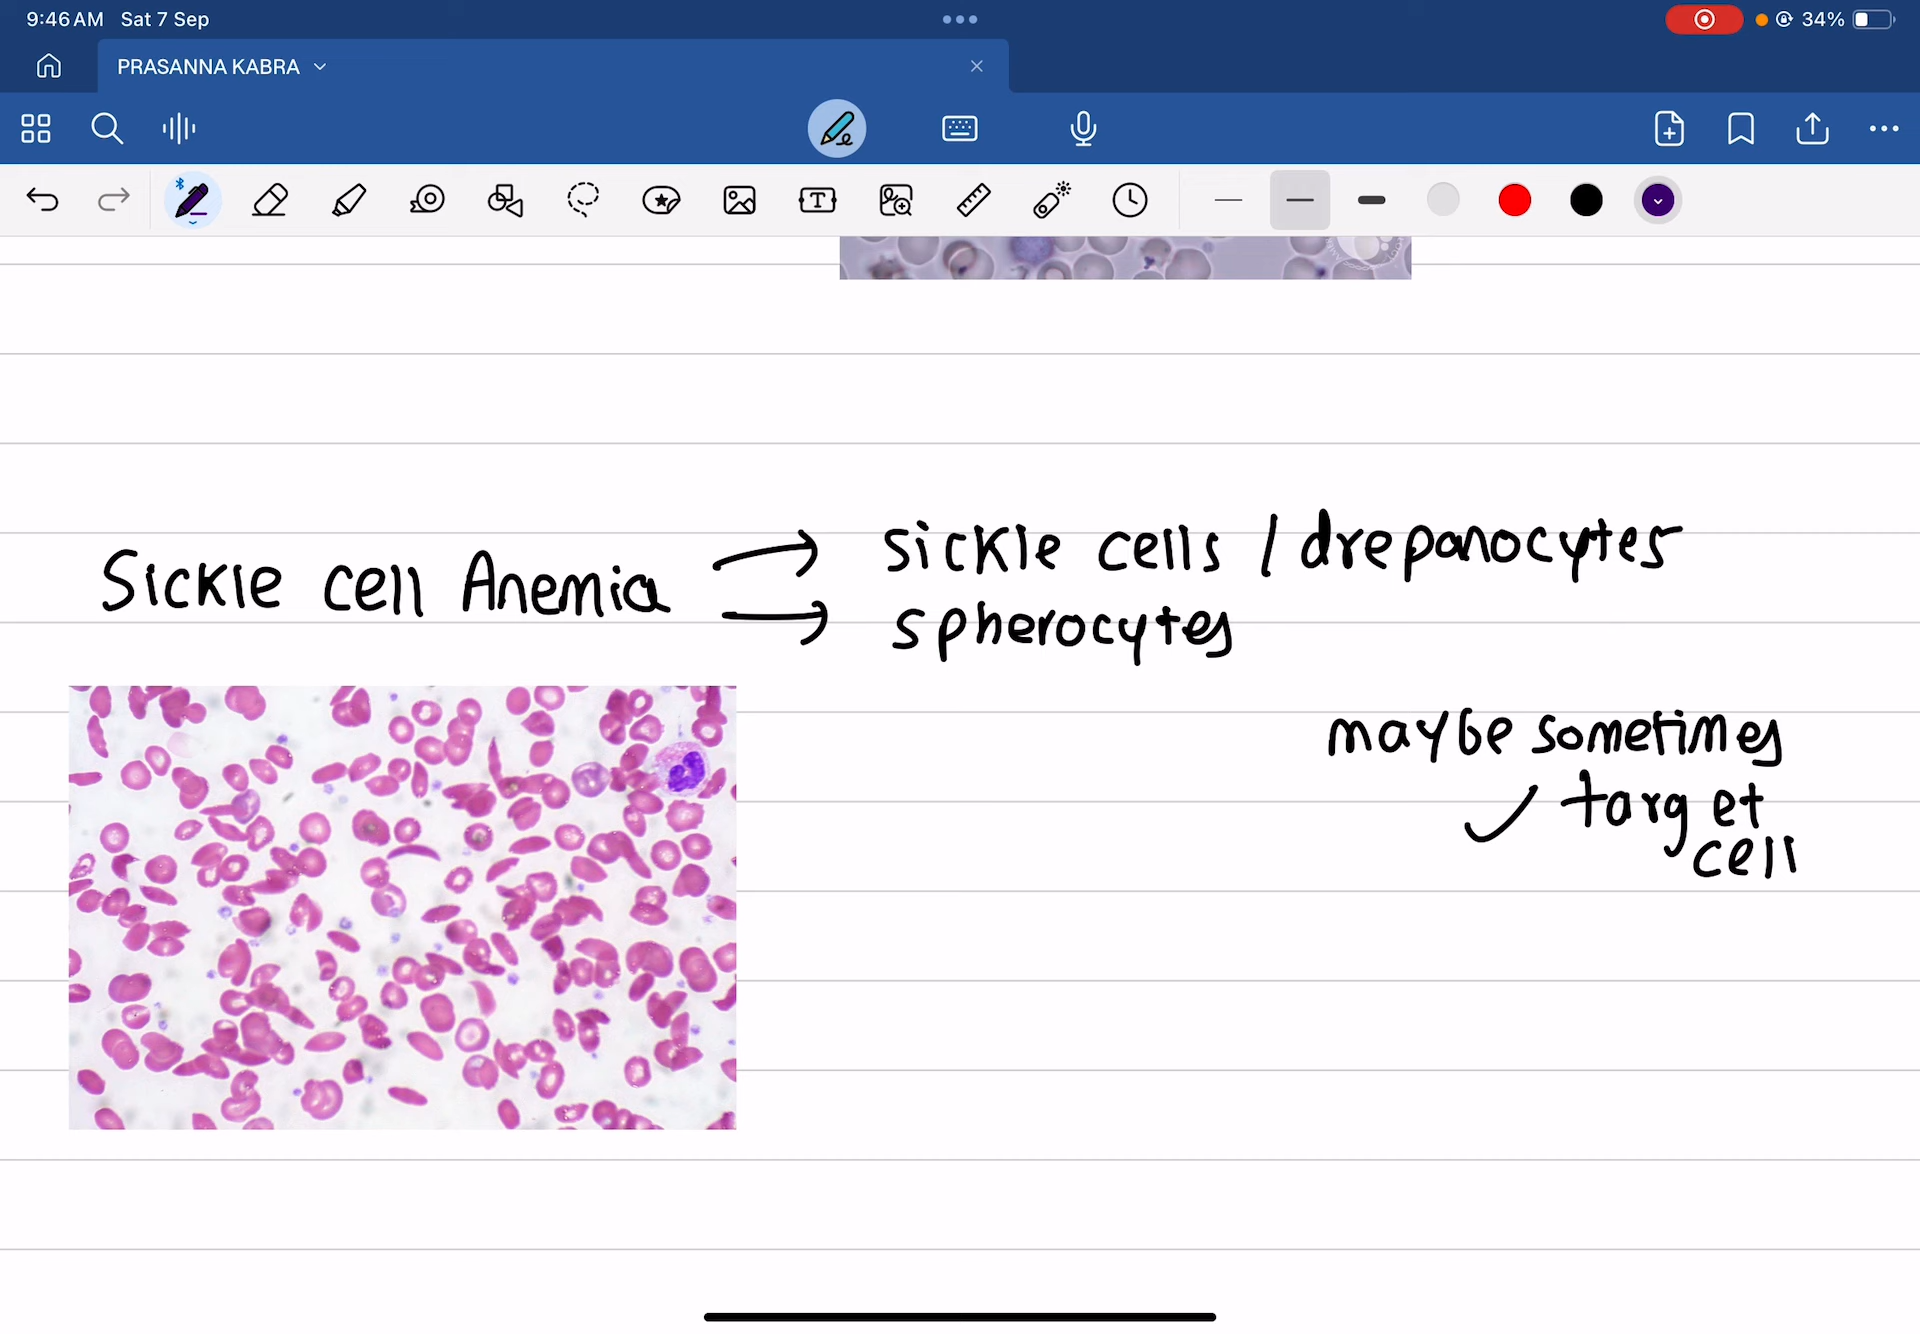 9:46 AM Sat 7 Sep
34%
PRASANNA KABRA
Sickle cell Anemia → sickle cells / drepanocytes
→ spherocytes
maybe sometimes
✓ target
cell